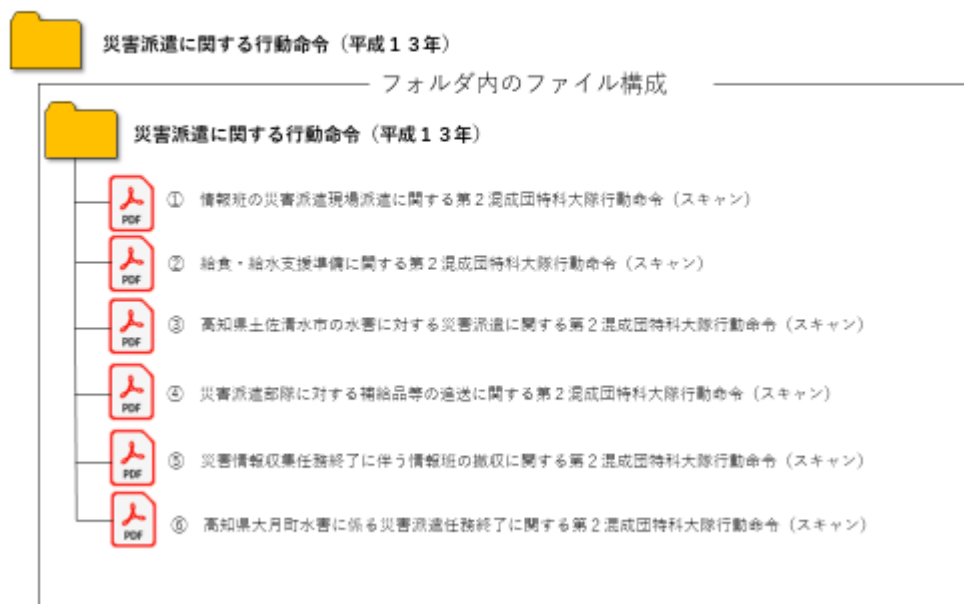 災害派遣に関する行動命令（平成１３年）
フォルダ内のファイル構成
災害派遣に関する行動命令（平成１３年）
PDF ① 情報班の災害派遣現場派遣に関する第２混成団特科大隊行動命令（スキャン）
PDF ② 給食・給水支援準備に関する第２混成団特科大隊行動命令（スキャン）
PDF ③ 高知県土佐清水市の水害に対する災害派遣に関する第２混成団特科大隊行動命令（スキャン）
PDF ④ 災害派遣部隊に対する補給品等の追送に関する第２混成団特科大隊行動命令（スキャン）
PDF ⑤ 災害情報収集任務終了に伴う情報班の撤収に関する第２混成団特科大隊行動命令（スキャン）
PDF ⑥ 高知県大月町水害に係る災害派遣任務終了に関する第２混成団特科大隊行動命令（スキャン）